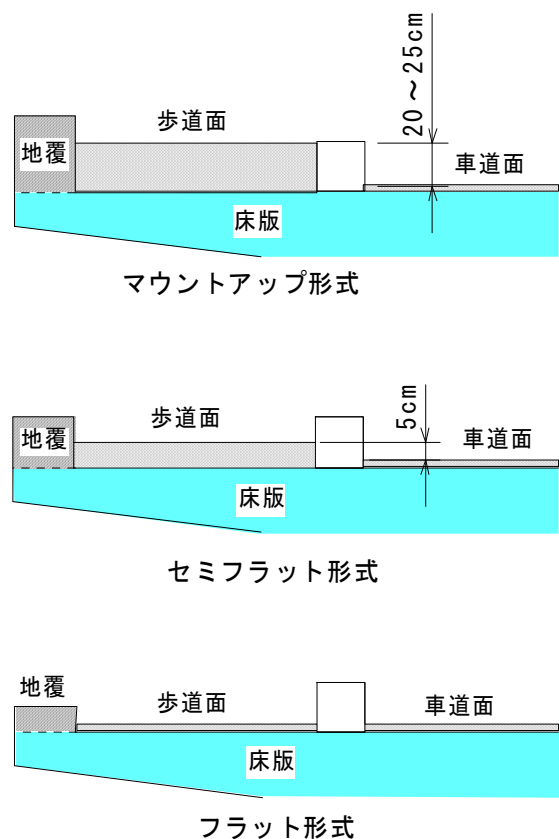 20～25cm
歩道面
地覆
車道面
床版
マウントアップ形式
5cm
歩道面
地覆
車道面
床版
セミフラット形式
地覆
歩道面
車道面
床版
フラット形式